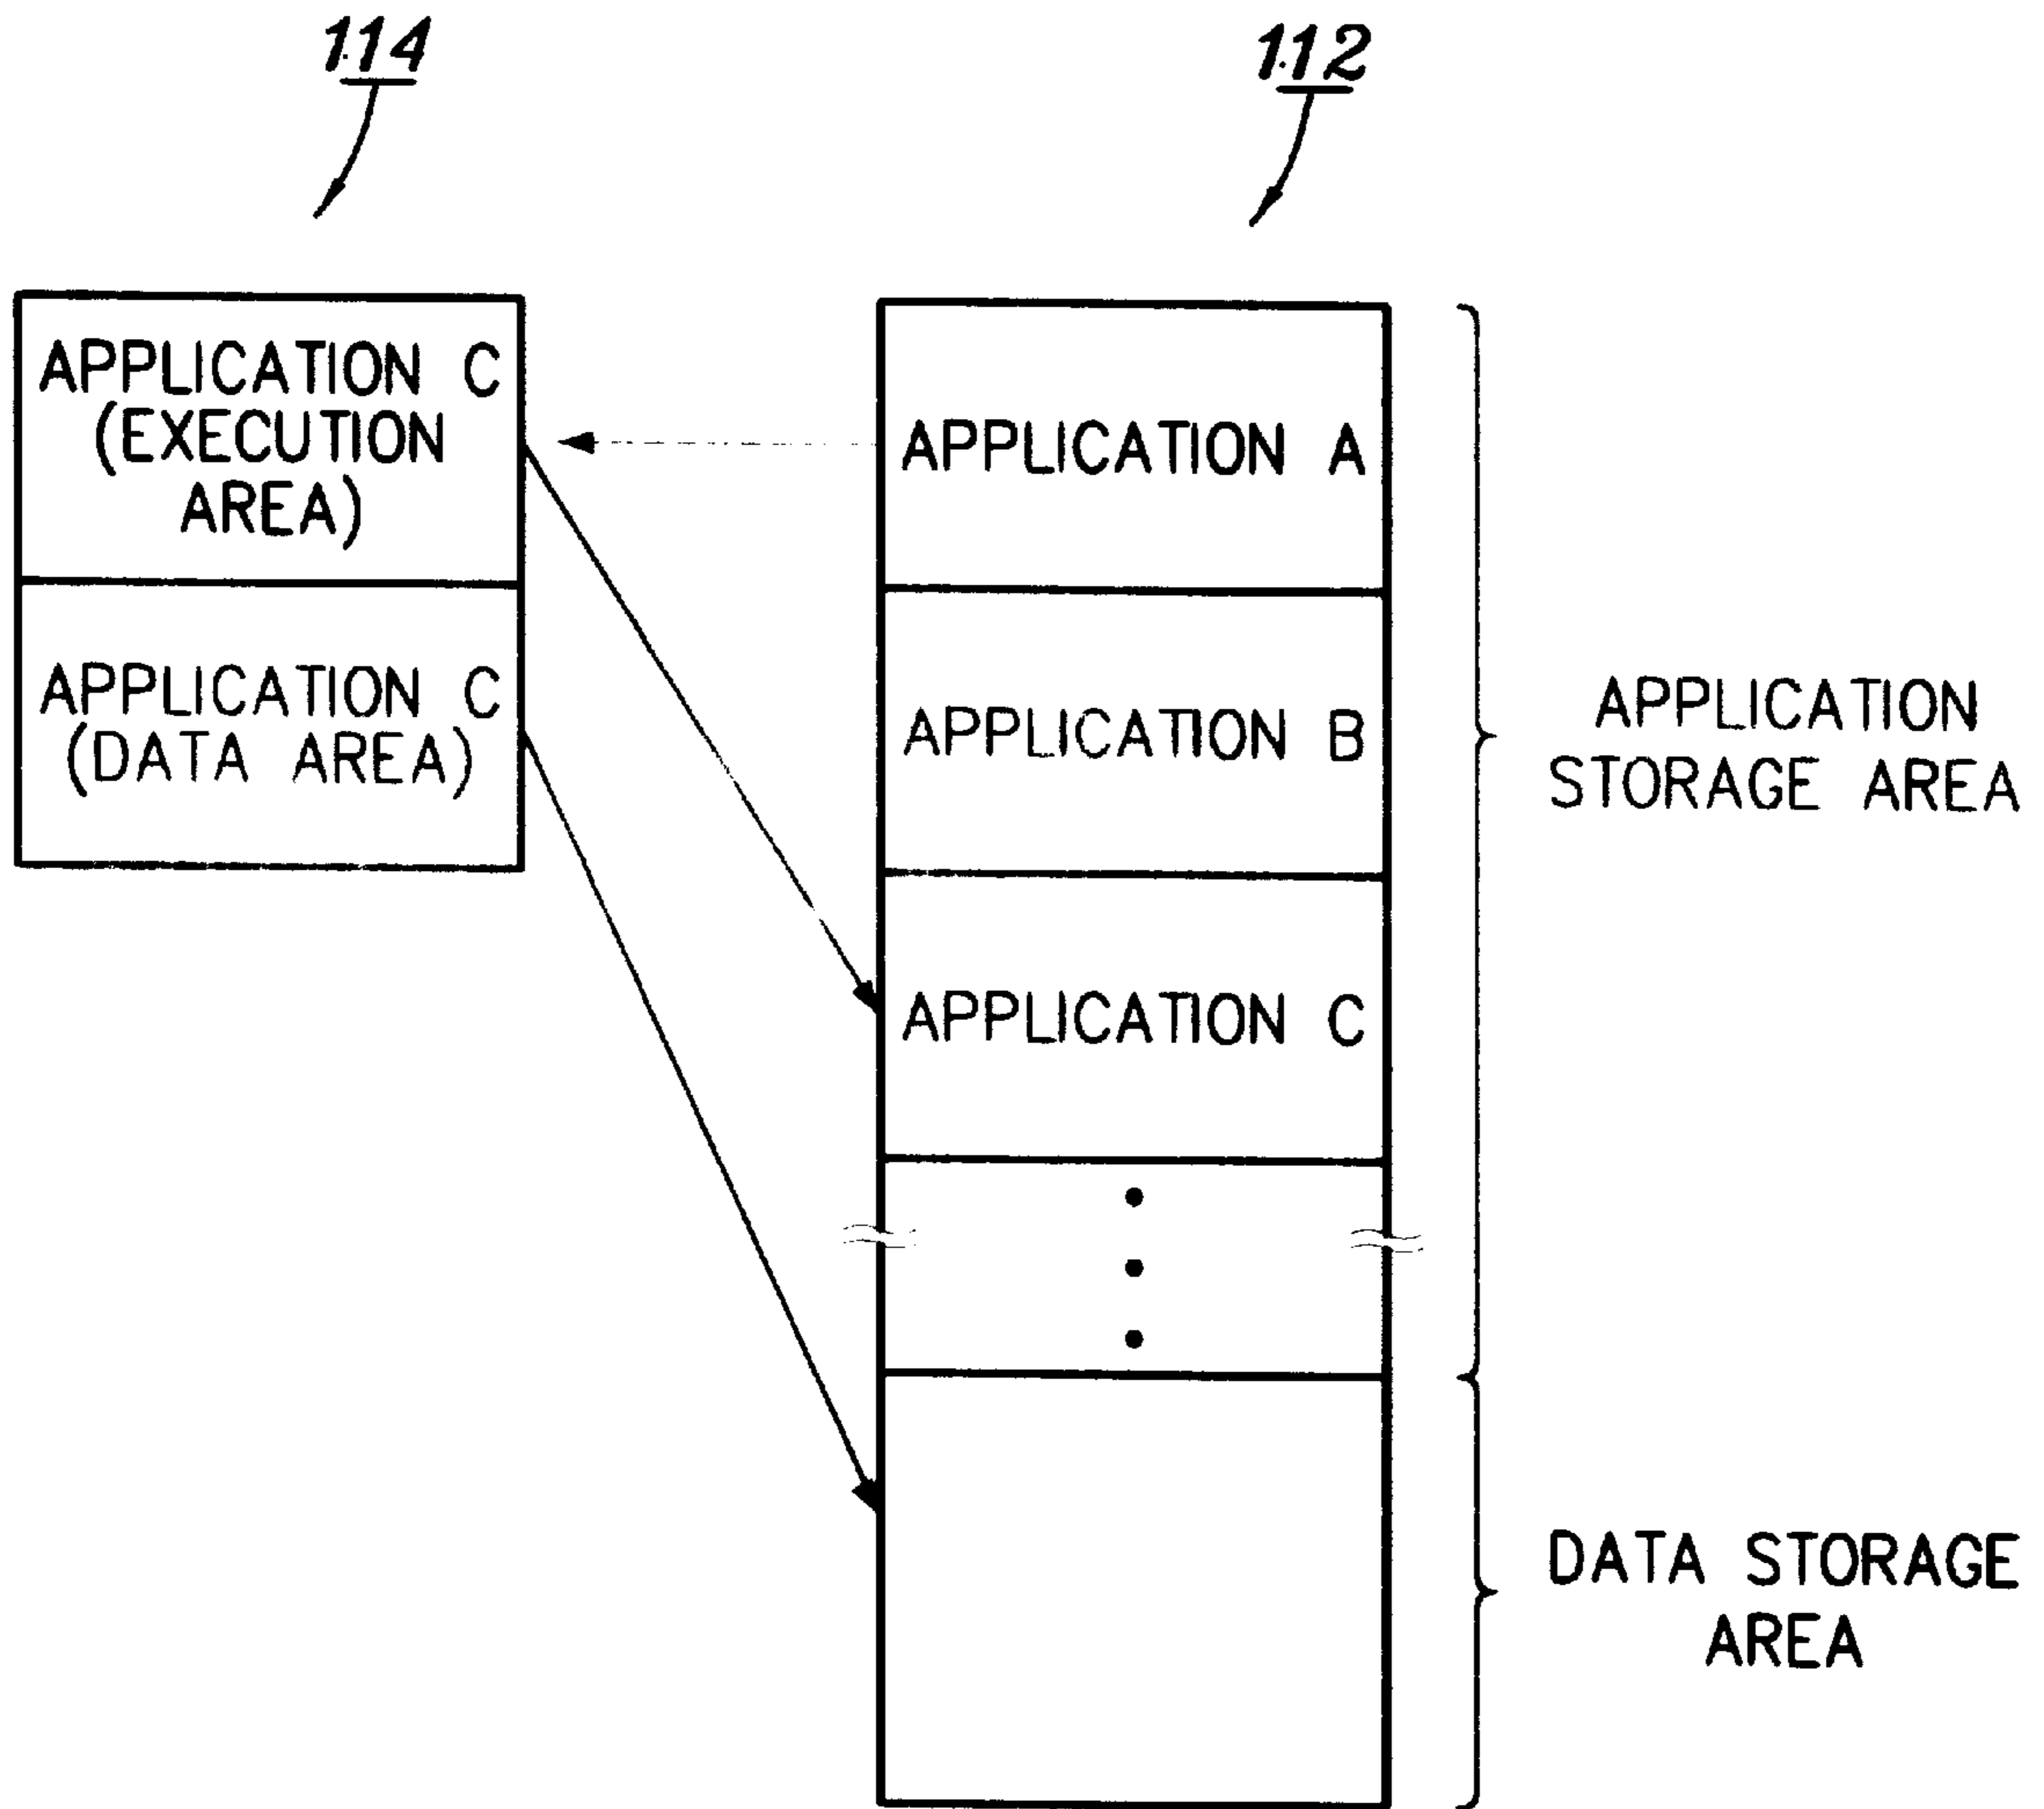 114
112
APPLICATION C
(EXECUTION
AREA)
APPLICATION C
(DATA AREA)
APPLICATION A
APPLICATION B
APPLICATION C
APPLICATION
STORAGE AREA
DATA STORAGE
AREA